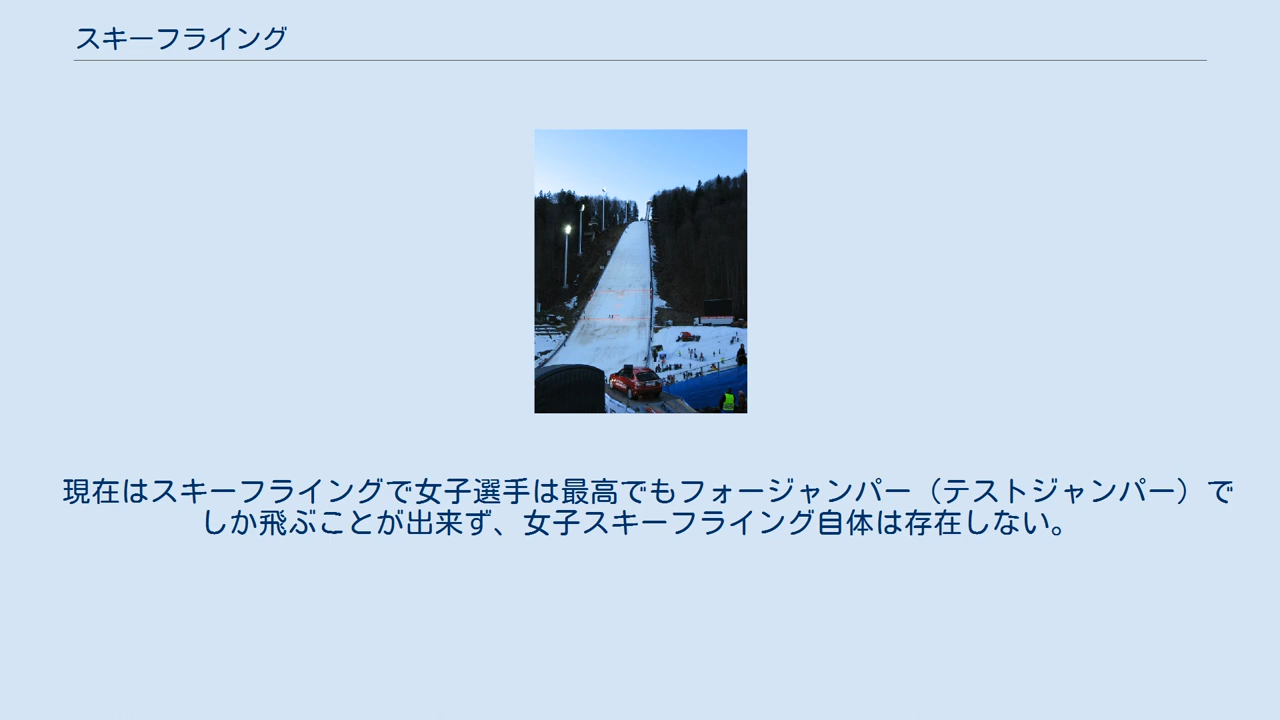 スキーフライング
現在はスキーフライングで女子選手は最高でもフォージャンパー（テストジャンパー）で
しか飛ぶことが出来ず、女子スキーフライング自体は存在しない。